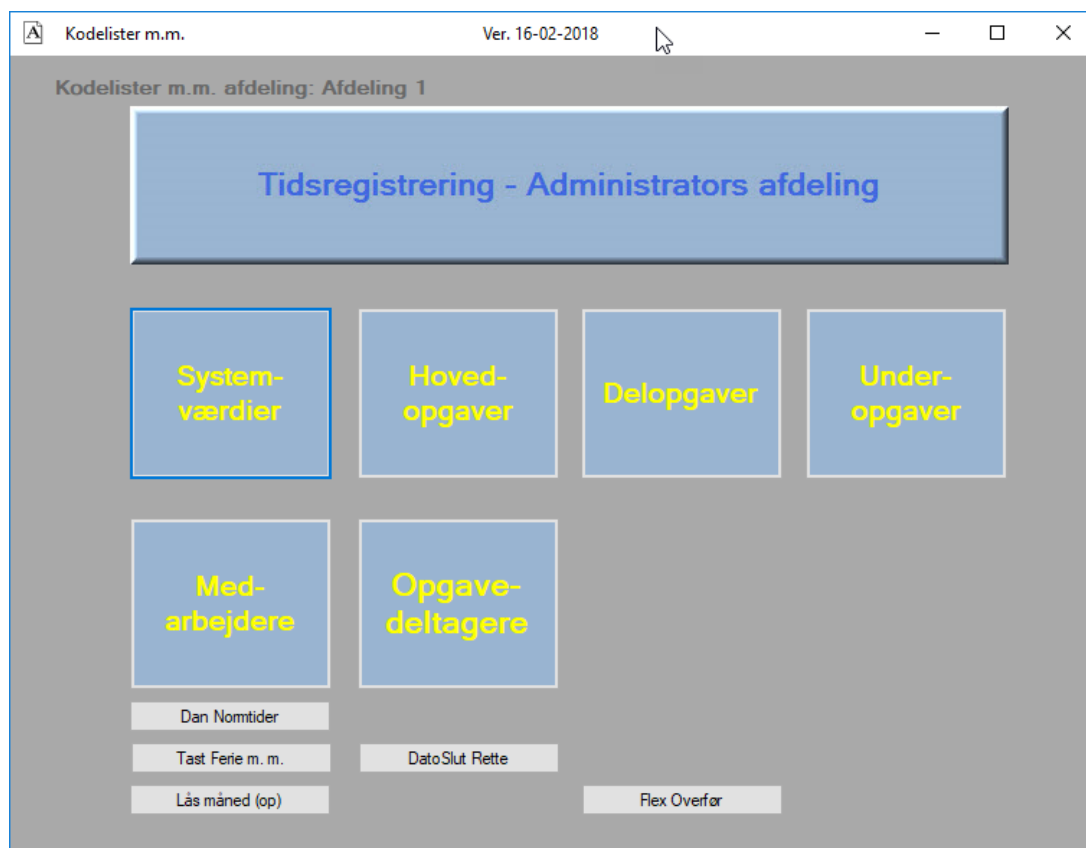 Kodelister m.m. Ver. 16-02-2018
Kodelister m.m. afdeling: Afdeling 1
Tidsregistrering - Administrators afdeling
System-
værdier
Hoved-
opgaver
Delopgaver
Under-
opgaver
Med-
arbejdere
Opgave-
deltagere
Dan Normtider
Tast Ferie m. m.
DatoSlut Rette
Lås måned (op)
Flex Overfør